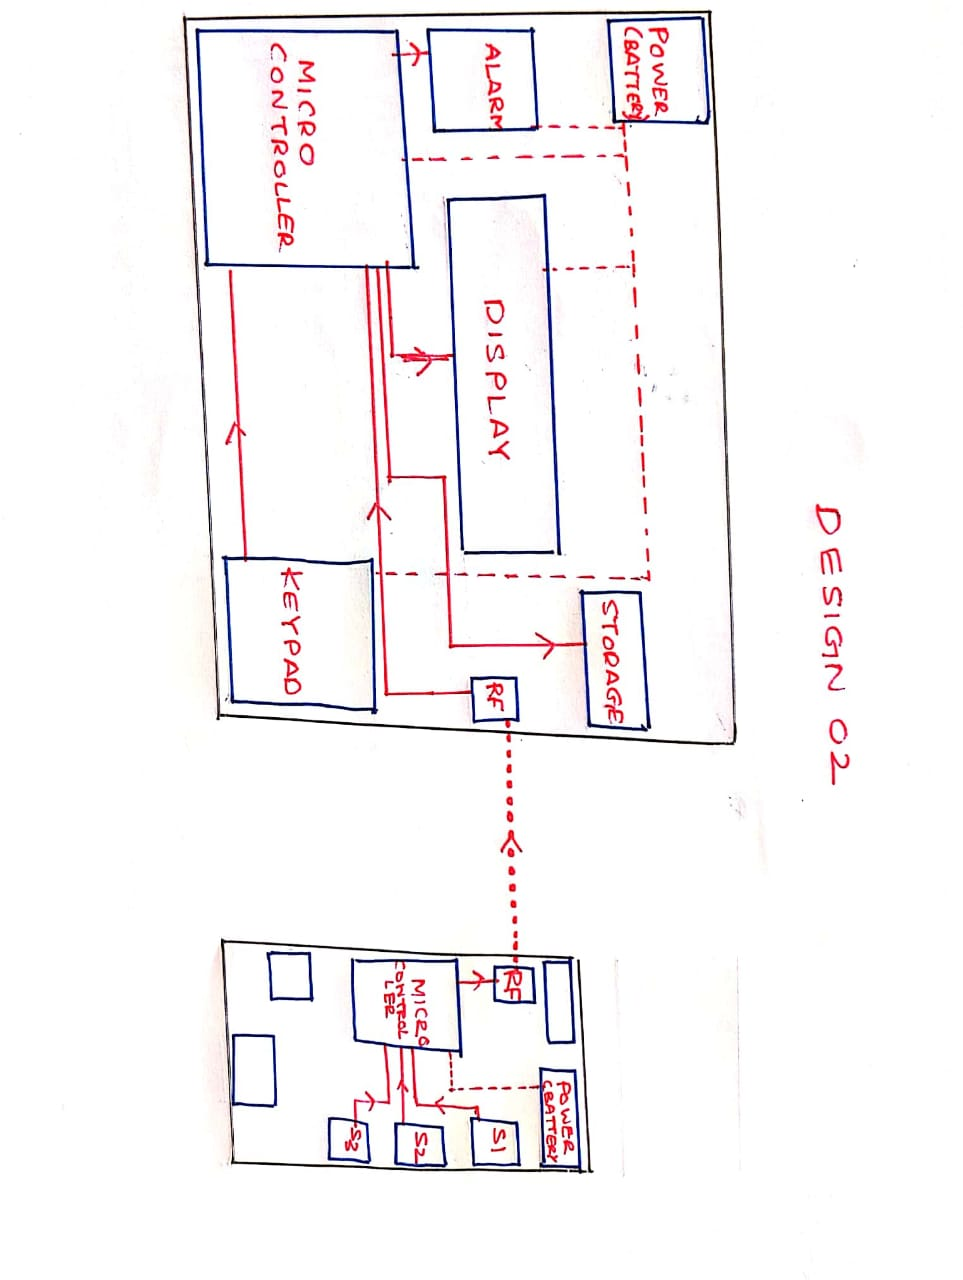 DESIGN 02
POWER
(BATTERY)
ALARM
MICRO
CONTROLLER
DISPLAY
STORAGE
RF
KEYPAD
RF
MICRO
CONTROL
LER
POWER
(BATTERY
S1
S2
S3